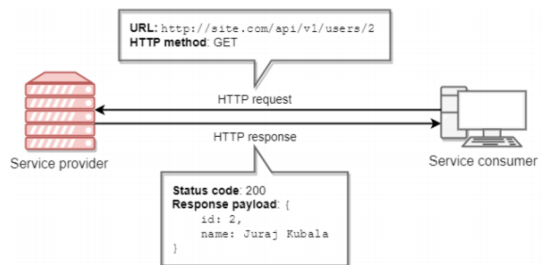 URL: http://site.com/api/v1/users/2
HTTP method: GET
HTTP request
HTTP response
Service provider
Service consumer
Status code: 200
Response payload: {
id: 2,
name: Juraj Kubala
}